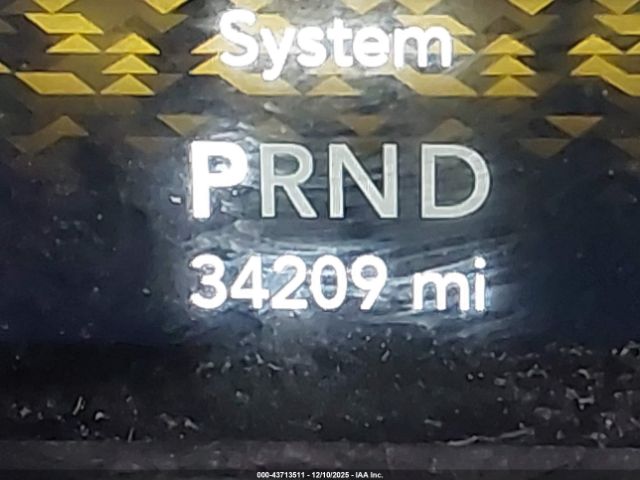 System
PRND
34209 mi
000-43713511 - 12/10/2025 - IAA Inc.